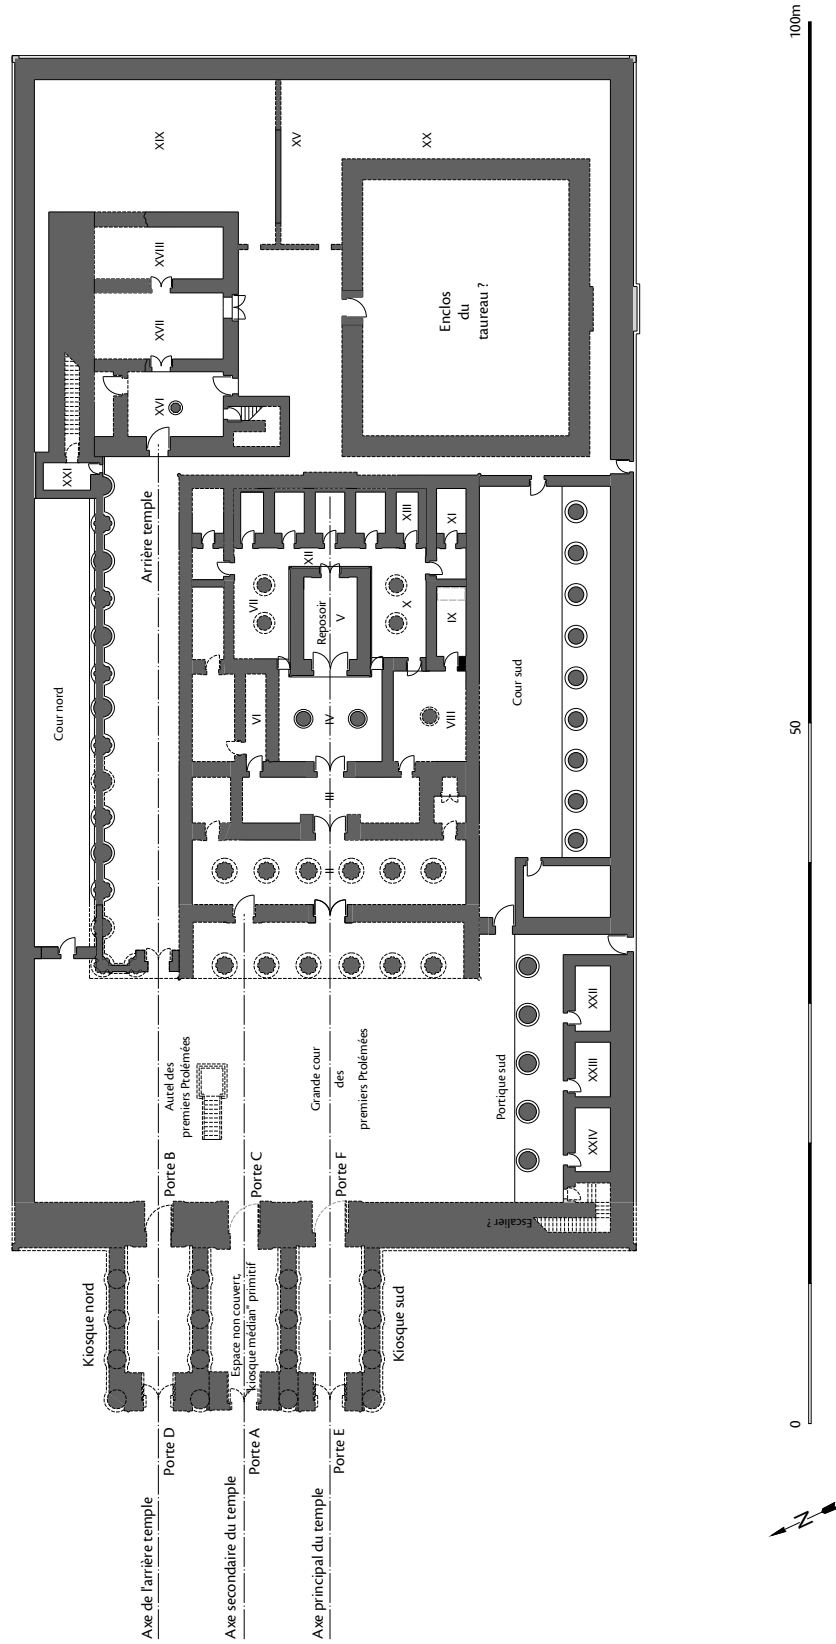 XIX
XV
XX
XVIII
XVII
XVI
XXI
Enclos
du
taureau ?
Arrière temple
Cour nord
Cour sud
XIII
XI
XII
VII
X
IX
Reposoir
V
VI
IV
VIII
III
II
Autel des
premiers Ptolémées
Grande cour
des
premiers Ptolémées
Portique sud
XXII
XXIII
XXIV
Escalier ?
Porte B
Porte C
Porte F
Kiosque nord
Espace non couvert,
"kiosque médian" primitif
Kiosque sud
Porte D
Porte A
Porte E
Axe de l'arrière temple
Axe secondaire du temple
Axe principal du temple
0
50
100m
N